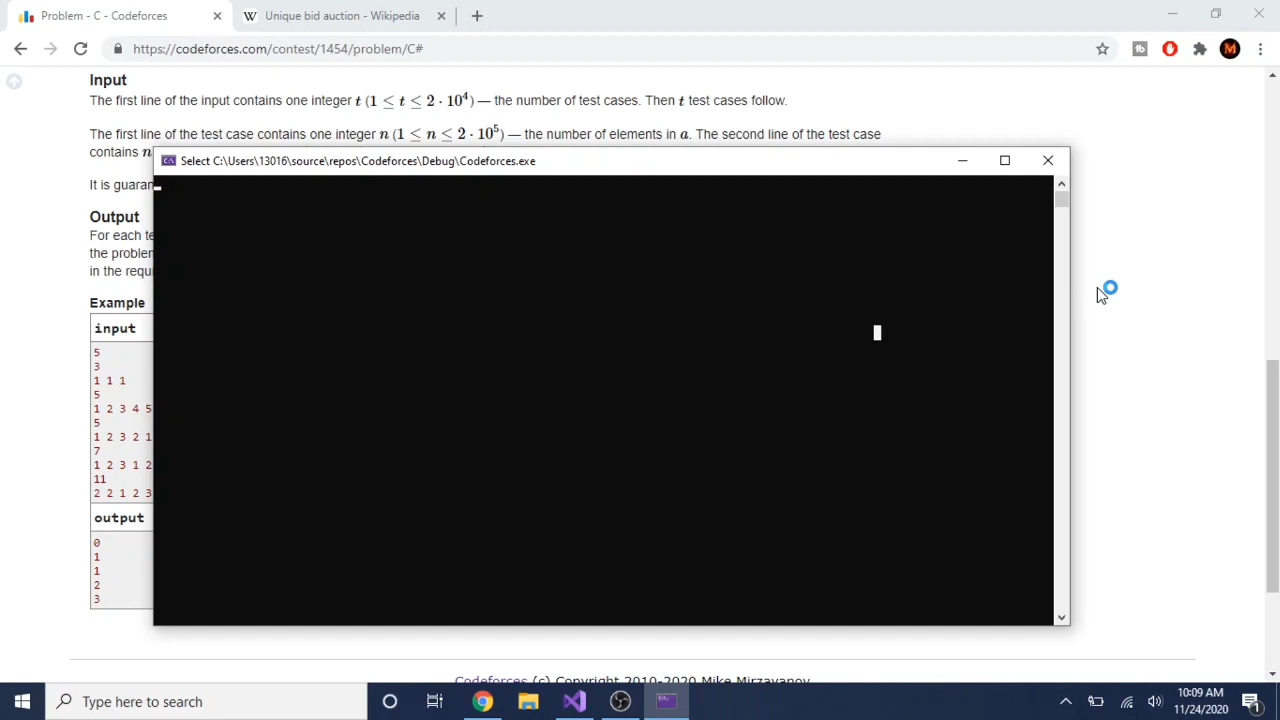 Problem - C - Codeforces
W Unique bid auction - Wikipedia
https://codeforces.com/contest/1454/problem/C#
M
Input
The first line of the input contains one integer t (1 ≤ t ≤ 2 · 10^4) — the number of test cases. Then t test cases follow.
The first line of the test case contains one integer n (1 ≤ n ≤ 2 · 10^5) — the number of elements in a. The second line of the test case
contains n
Select C:\Users\13016\source\repos\Codeforces\Debug\Codeforces.exe
It is guaran
Output
For each te
the problem
in the requi
Example
input
5
3
1 1 1
5
1 2 3 4 5
5
1 2 3 2 1
7
1 2 3 1 2
11
2 2 1 2 3
output
0
1
1
2
3
Codeforces (c) Copyright 2010-2020 Mike Mirzayanov
Type here to search
10:09 AM
11/24/2020
1